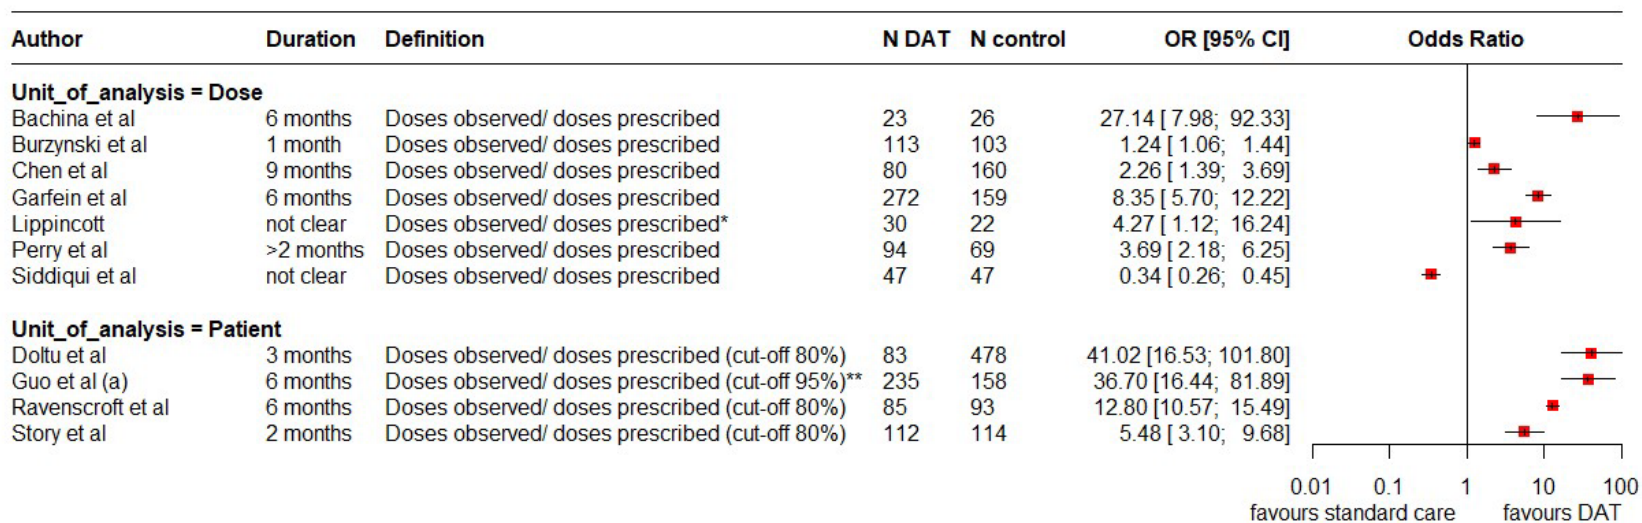 Author Duration Definition N DAT N control OR [95% CI] Odds Ratio
Unit_of_analysis = Dose
Bachina et al 6 months Doses observed/ doses prescribed 23 26 27.14 [ 7.98; 92.33]
Burzynski et al 1 month Doses observed/ doses prescribed 113 103 1.24 [ 1.06; 1.44]
Chen et al 9 months Doses observed/ doses prescribed 80 160 2.26 [ 1.39; 3.69]
Garfein et al 6 months Doses observed/ doses prescribed 272 159 8.35 [ 5.70; 12.22]
Lippincott not clear Doses observed/ doses prescribed* 30 22 4.27 [ 1.12; 16.24]
Perry et al >2 months Doses observed/ doses prescribed 94 69 3.69 [ 2.18; 6.25]
Siddiqui et al not clear Doses observed/ doses prescribed 47 47 0.34 [ 0.26; 0.45]
Unit_of_analysis = Patient
Doltu et al 3 months Doses observed/ doses prescribed (cut-off 80%) 83 478 41.02 [16.53; 101.80]
Guo et al (a) 6 months Doses observed/ doses prescribed (cut-off 95%)** 235 158 36.70 [16.44; 81.89]
Ravenscroft et al 6 months Doses observed/ doses prescribed (cut-off 80%) 85 93 12.80 [10.57; 15.49]
Story et al 2 months Doses observed/ doses prescribed (cut-off 80%) 112 114 5.48 [ 3.10; 9.68]
0.01 0.1 1 10 100
favours standard care favours DAT